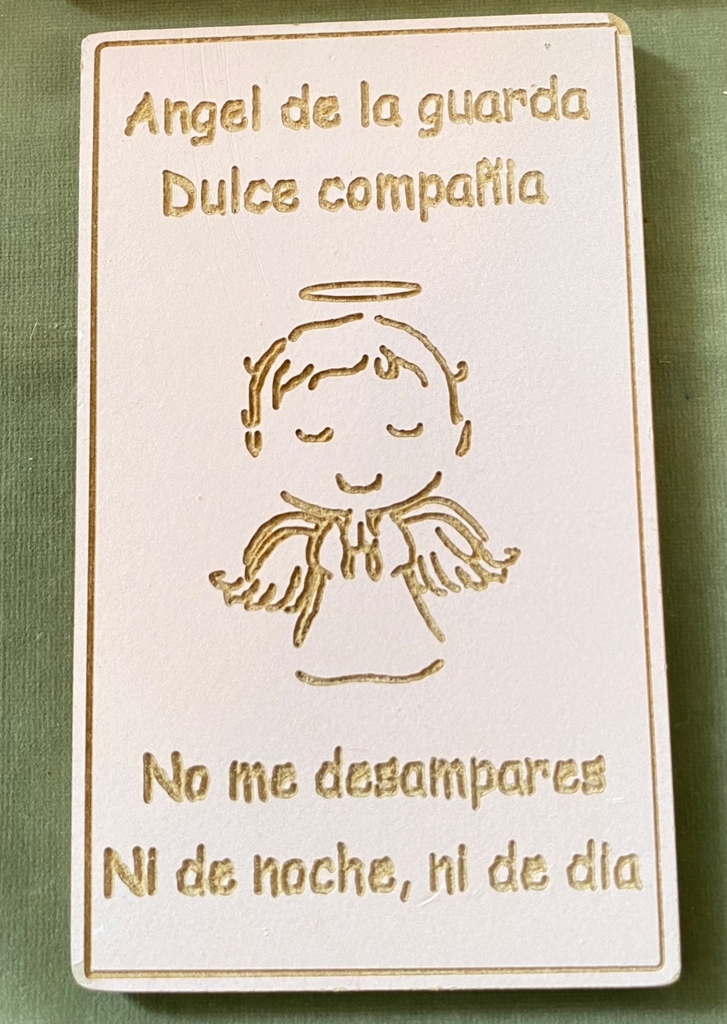 Angel de la guarda
Dulce compañia
No me desampares
Ni de noche, ni de dia